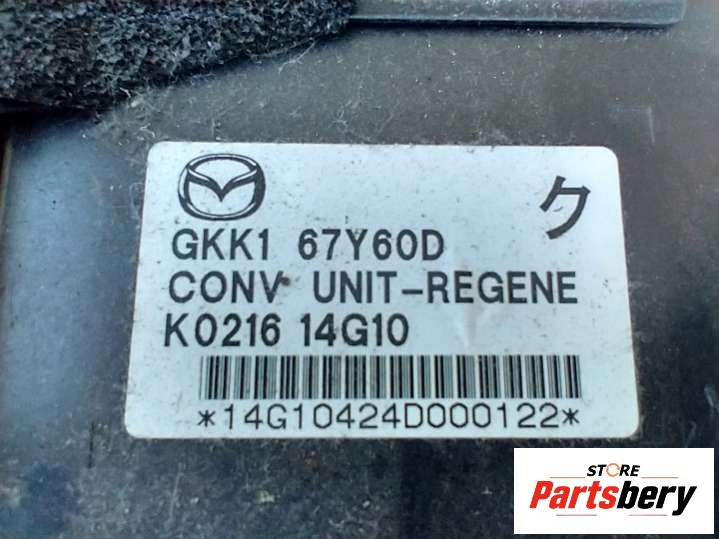 ク
GKK1 67Y60D
CONV UNIT-REGENE
K0216 14G10
*14G10424D000122*
STORE
Partsbery